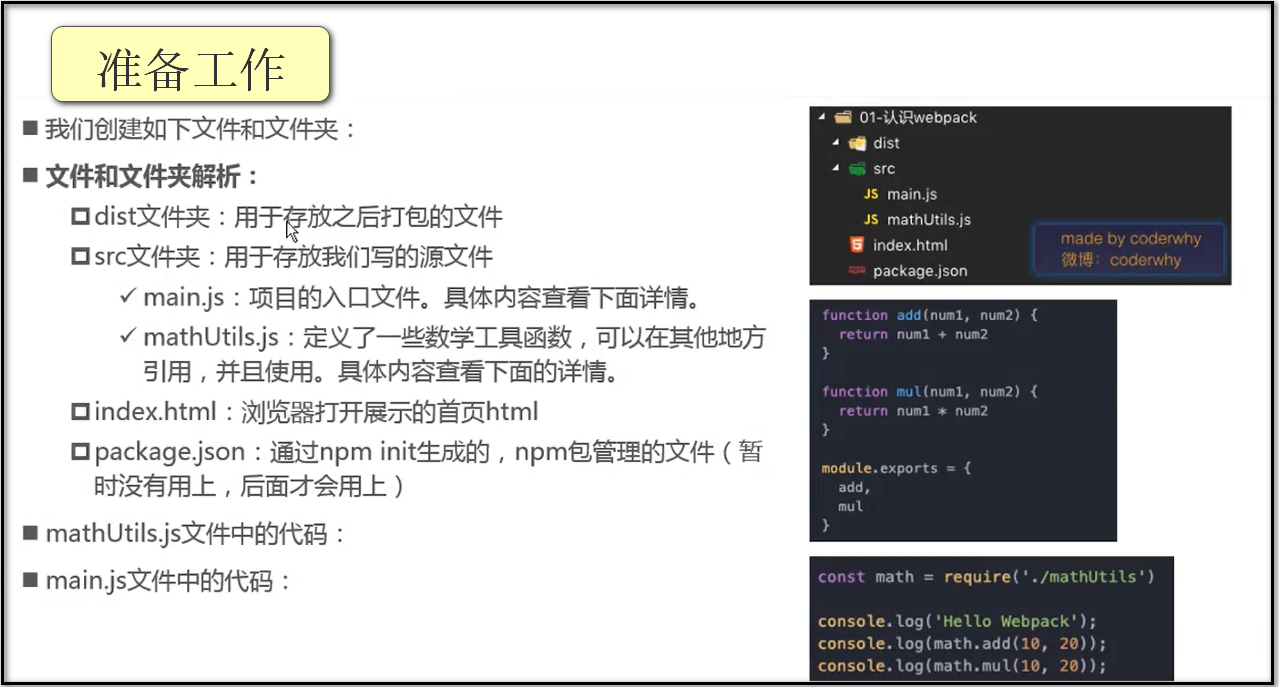 准备工作
我们创建如下文件和文件夹：
文件和文件夹解析：
dist文件夹：用于存放之后打包的文件
src文件夹：用于存放我们写的源文件
main.js：项目的入口文件。具体内容查看下面详情。
mathUtils.js：定义了一些数学工具函数，可以在其他地方
引用，并且使用。具体内容查看下面的详情。
index.html：浏览器打开展示的首页html
package.json：通过npm init生成的，npm包管理的文件（暂
时没有用上，后面才会用上）
mathUtils.js文件中的代码：
main.js文件中的代码：
01-认识webpack
dist
src
JS main.js
JS mathUtils.js
index.html
package.json
made by coderwhy
微博：coderwhy
function add(num1, num2) {
  return num1 + num2
}
function mul(num1, num2) {
  return num1 * num2
}
module.exports = {
  add,
  mul
}
const math = require('./mathUtils')
console.log('Hello Webpack');
console.log(math.add(10, 20));
console.log(math.mul(10, 20));